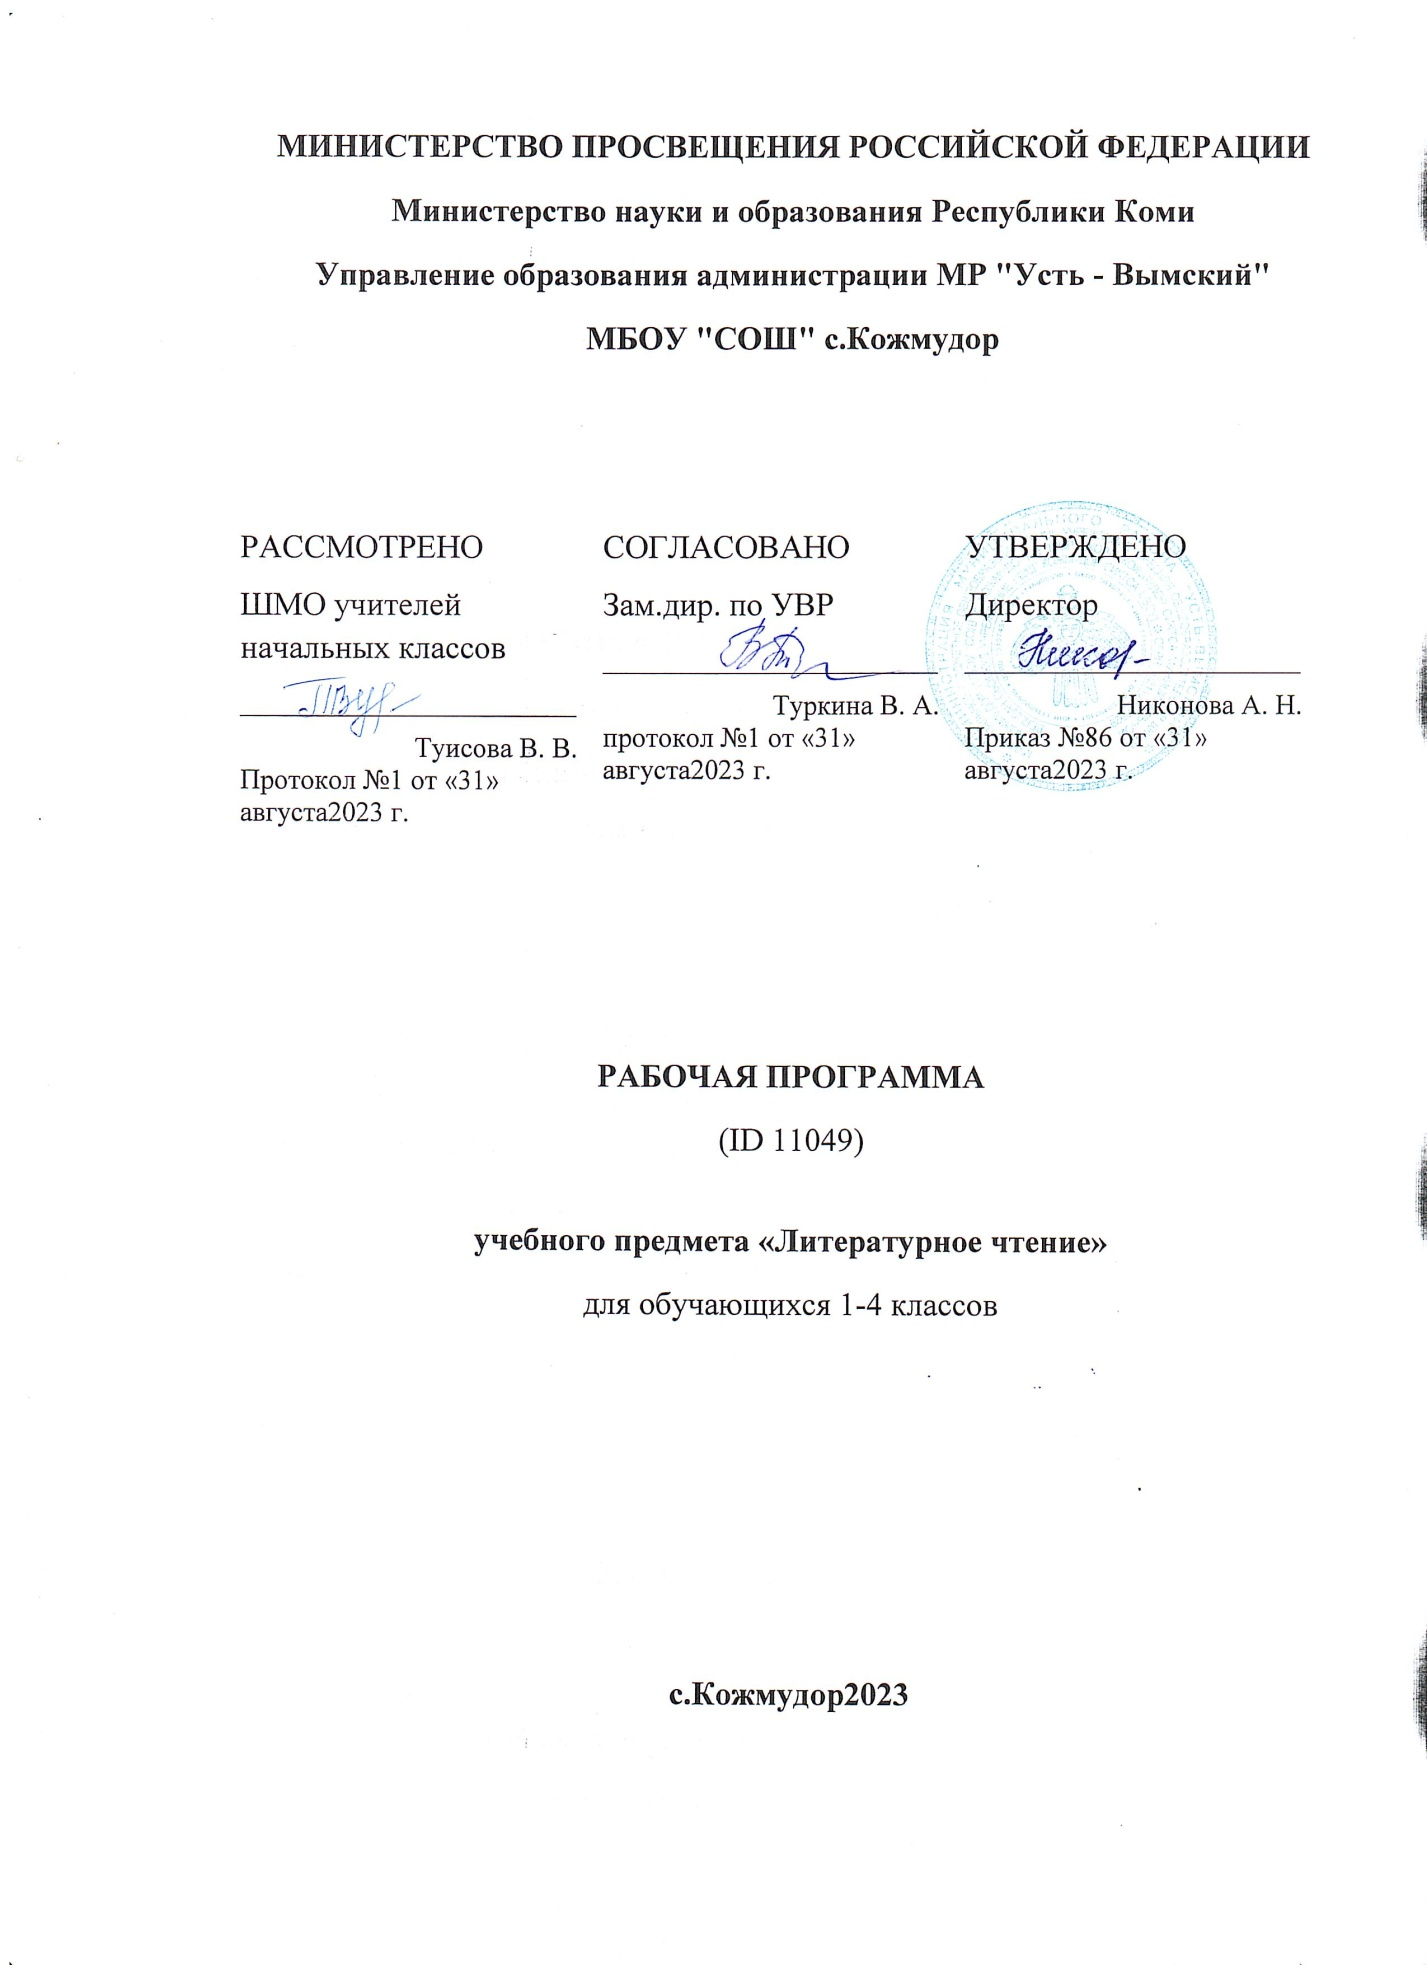 МИНИСТЕРСТВО ПРОСВЕЩЕНИЯ РОССИЙСКОЙ ФЕДЕРАЦИИ
Министерство науки и образования Республики Коми
Управление образования администрации МР "Усть - Вымский"
МБОУ "СОШ" с.Кожмудор
РАССМОТРЕНО
ШМО учителей
начальных классов
Туисова В. В.
Протокол №1 от «31»
августа2023 г.
СОГЛАСОВАНО
Зам.дир. по УВР
Туркина В. А.
протокол №1 от «31»
августа2023 г.
УТВЕРЖДЕНО
Директор
Никонова А. Н.
Приказ №86 от «31»
августа2023 г.
РАБОЧАЯ ПРОГРАММА
(ID 11049)
учебного предмета «Литературное чтение»
для обучающихся 1-4 классов
с.Кожмудор2023